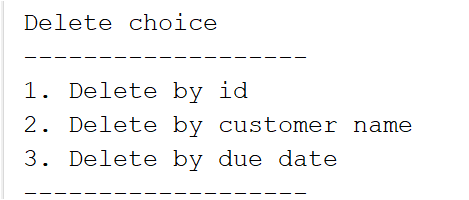 Delete choice
-------------------
1. Delete by id
2. Delete by customer name
3. Delete by due date
-------------------